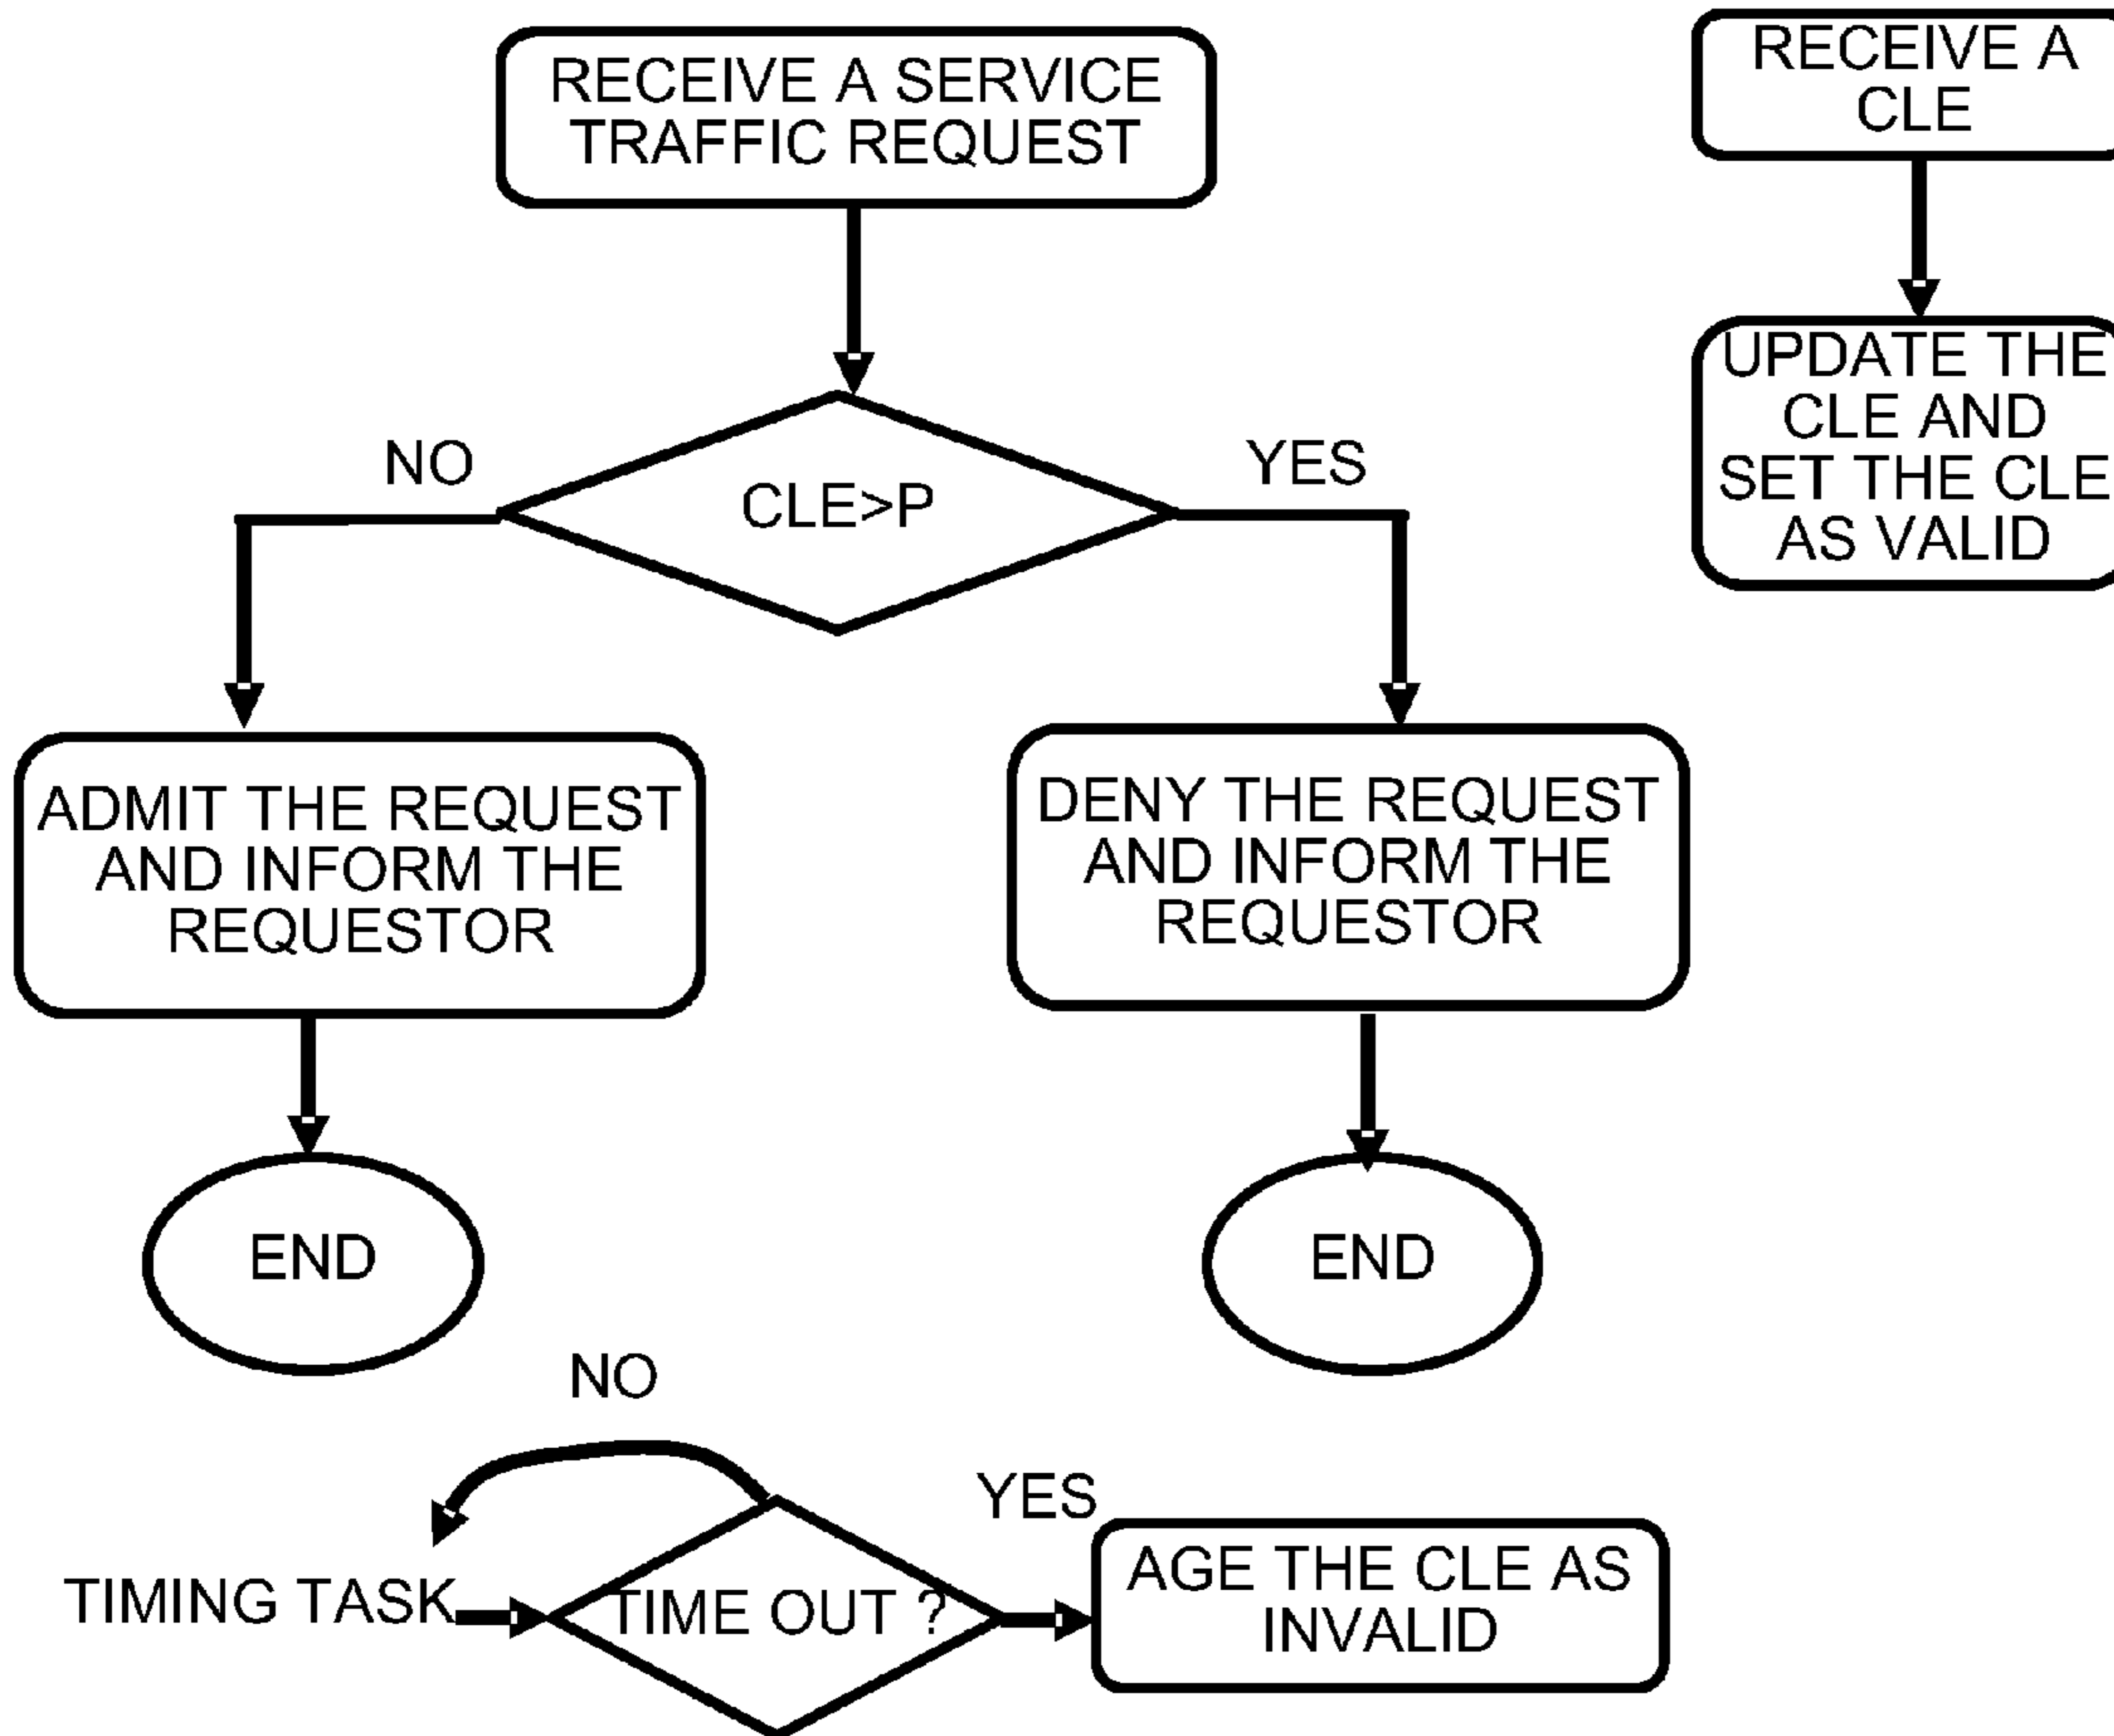 RECEIVE A SERVICE
TRAFFIC REQUEST
RECEIVE A
CLE
UPDATE THE
CLE AND
SET THE CLE
AS VALID
NO
CLE>P
YES
ADMIT THE REQUEST
AND INFORM THE
REQUESTOR
DENY THE REQUEST
AND INFORM THE
REQUESTOR
END
END
NO
YES
TIMING TASK
TIME OUT ?
AGE THE CLE AS
INVALID